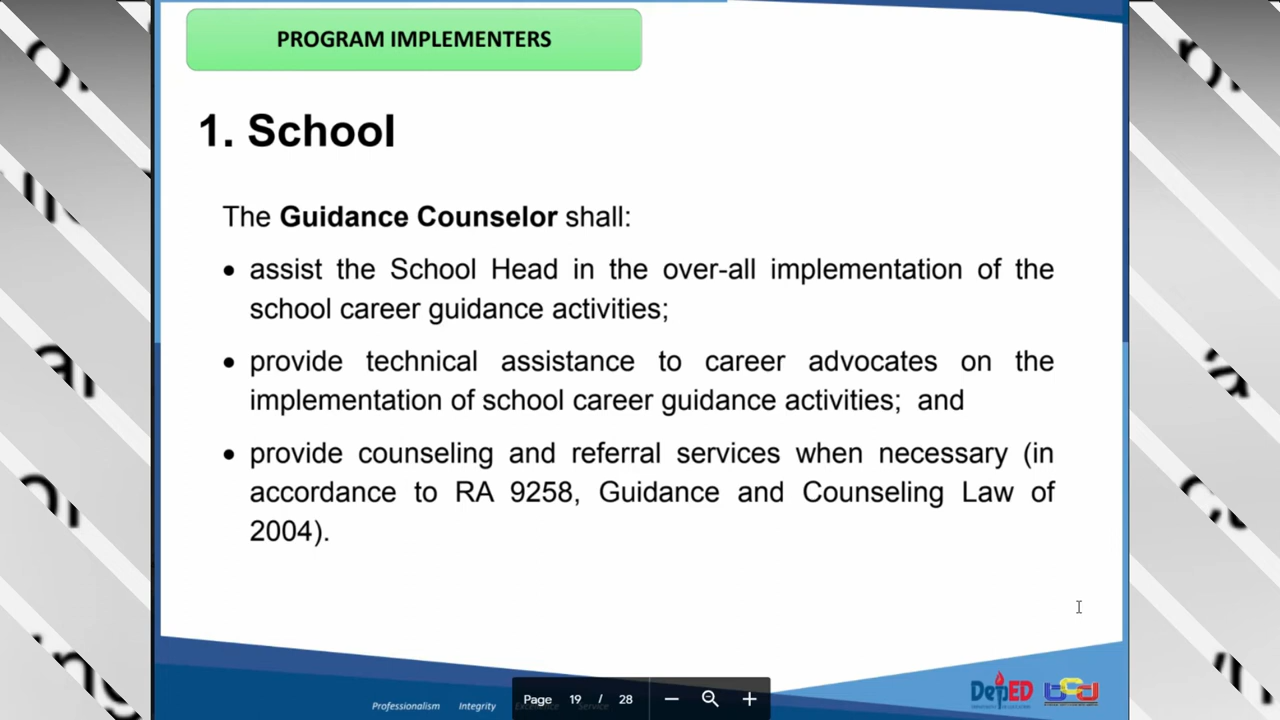 PROGRAM IMPLEMENTERS
1. School
The Guidance Counselor shall:
• assist the School Head in the over-all implementation of the
school career guidance activities;
• provide technical assistance to career advocates on the
implementation of school career guidance activities; and
• provide counseling and referral services when necessary (in
accordance to RA 9258, Guidance and Counseling Law of
2004).
Professionalism Integrity
Page 19 / 28
DepED